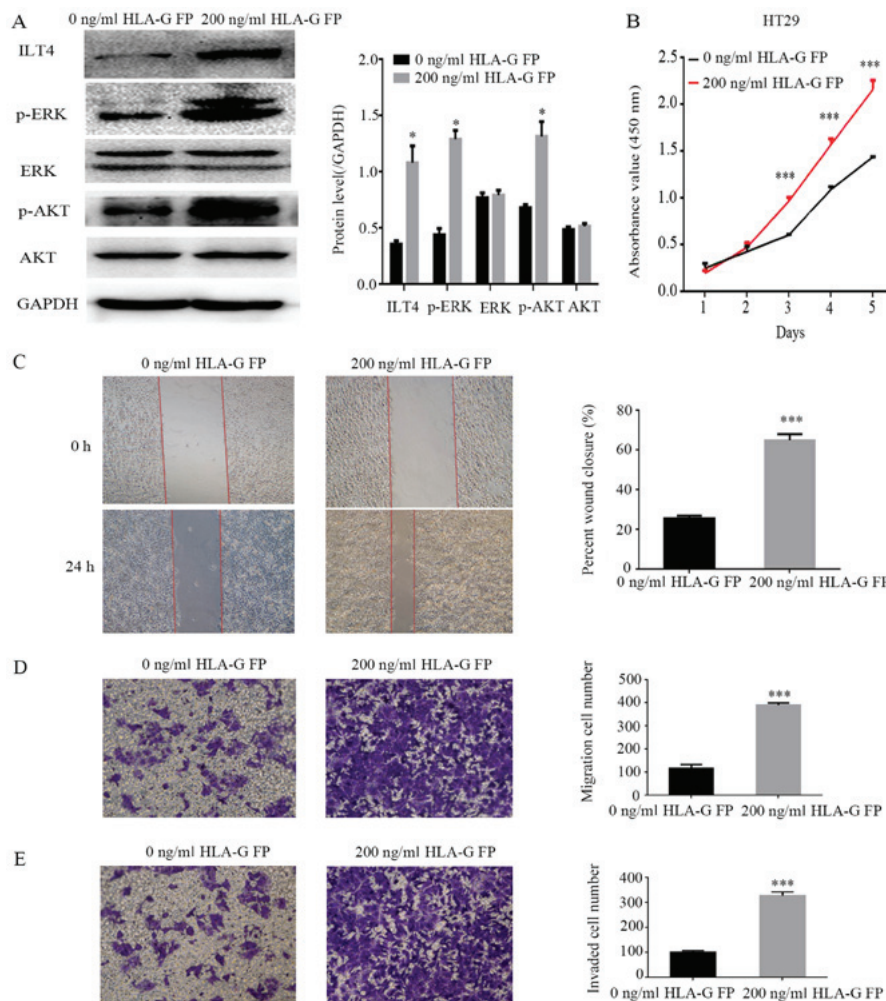 A
0 ng/ml HLA-G FP 200 ng/ml HLA-G FP
ILT4
p-ERK
ERK
p-AKT
AKT
GAPDH
0 ng/ml HLA-G FP
200 ng/ml HLA-G FP
Protein level(/GAPDH)
2.0
1.5
1.0
0.5
0.0
*
*
*
ILT4 p-ERK ERK p-AKT AKT
B
HT29
0 ng/ml HLA-G FP
200 ng/ml HLA-G FP
Absorbance value (450 nm)
2.5
2.0
1.5
1.0
0.5
0.0
***
***
***
1 2 3 4 5
Days
C
0 ng/ml HLA-G FP 200 ng/ml HLA-G FP
0 h
24 h
Percent wound closure (%)
80
60
40
20
0
***
0 ng/ml HLA-G FP 200 ng/ml HLA-G FP
D
0 ng/ml HLA-G FP 200 ng/ml HLA-G FP
Migration cell number
500
400
300
200
100
0
***
0 ng/ml HLA-G FP 200 ng/ml HLA-G FP
E
0 ng/ml HLA-G FP 200 ng/ml HLA-G FP
Invaded cell number
400
300
200
100
0
***
0 ng/ml HLA-G FP 200 ng/ml HLA-G FP